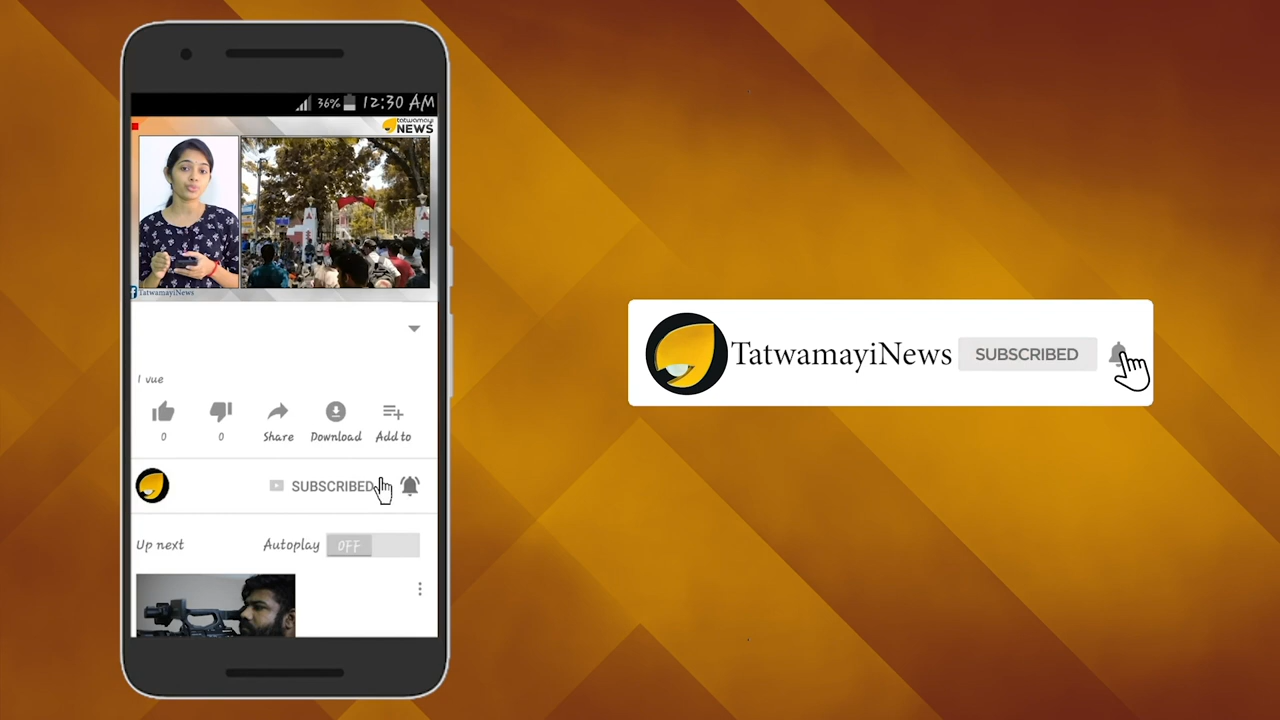 36%
12:30 AM
tatwamayi
NEWS
TatwamayiNews
1 vue
0
0
Share
Download
Add to
SUBSCRIBED
Up next
Autoplay
OFF
TatwamayiNews
SUBSCRIBED